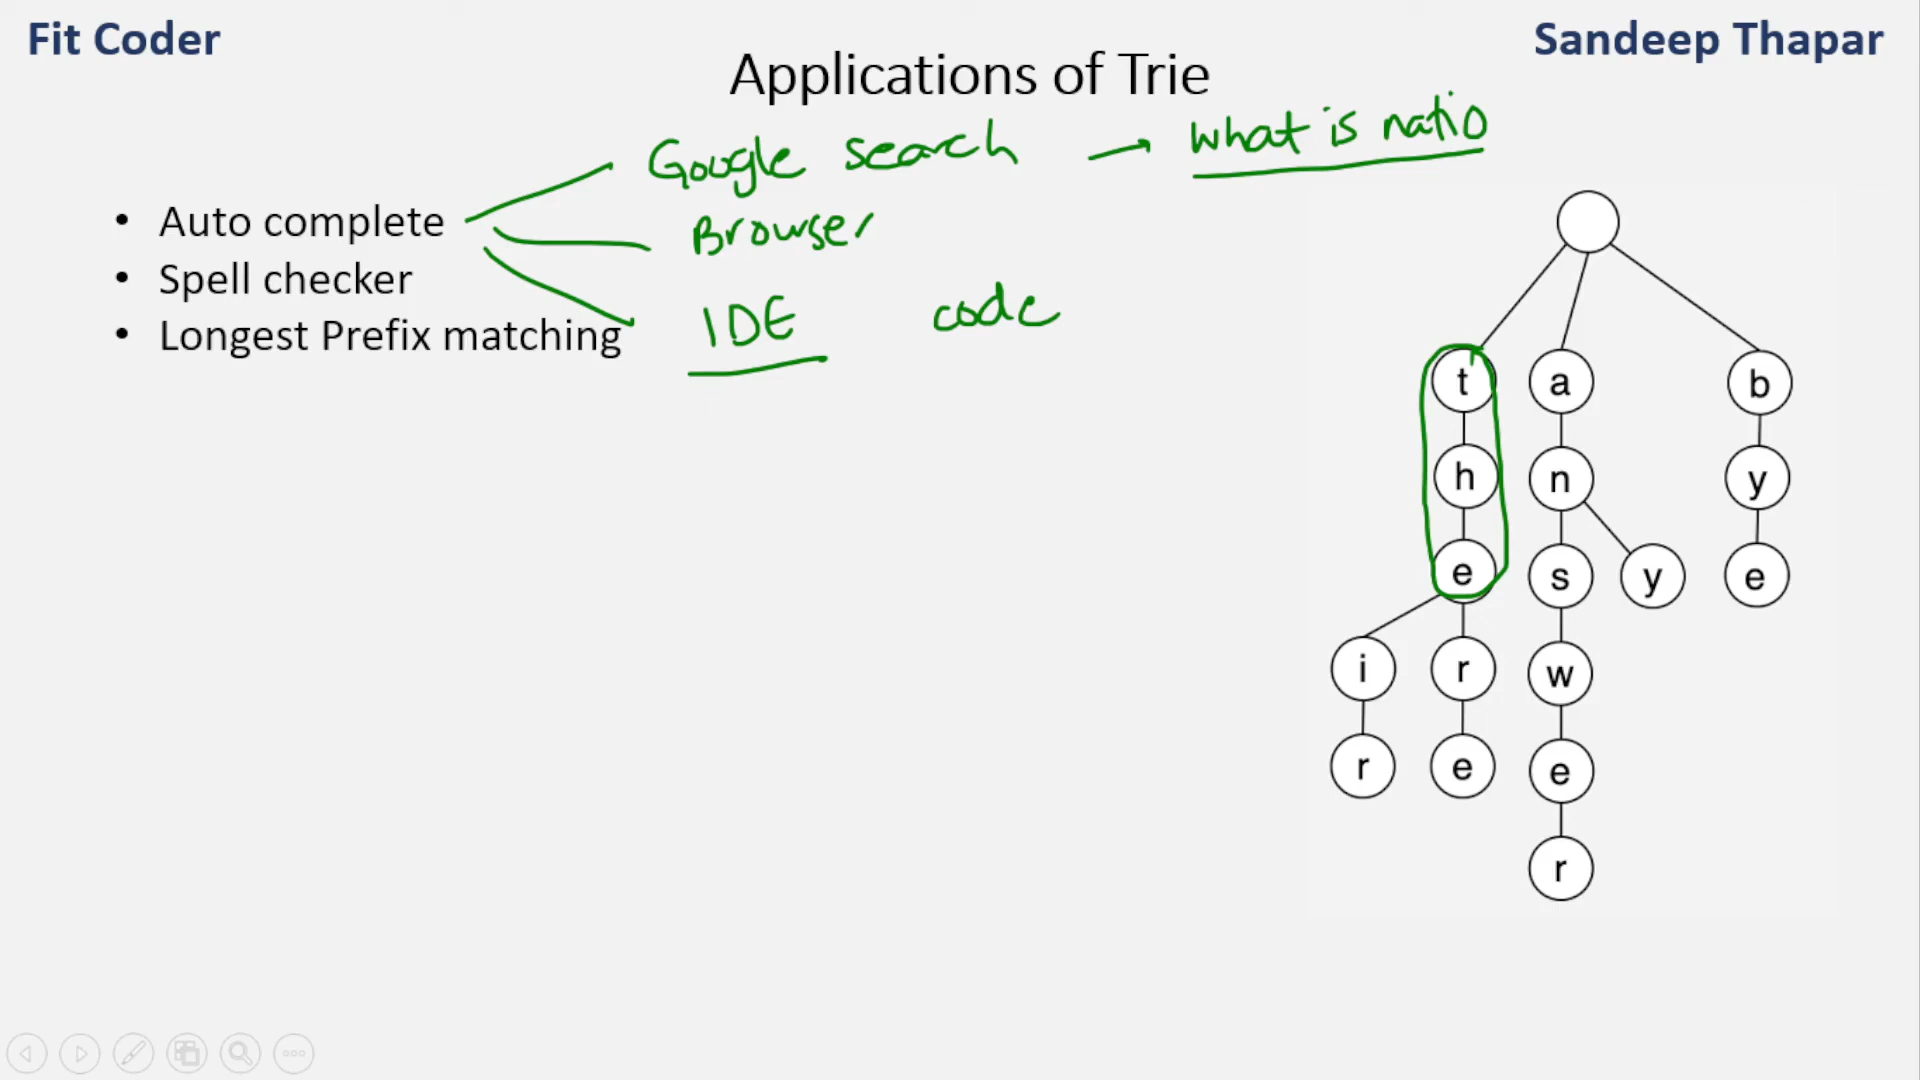 Fit Coder
Sandeep Thapar
Applications of Trie
Google search → What is natio
• Auto complete
Browser
• Spell checker
IDE code
• Longest Prefix matching
t a b
h n y
e s y e
i r w
r e e
r